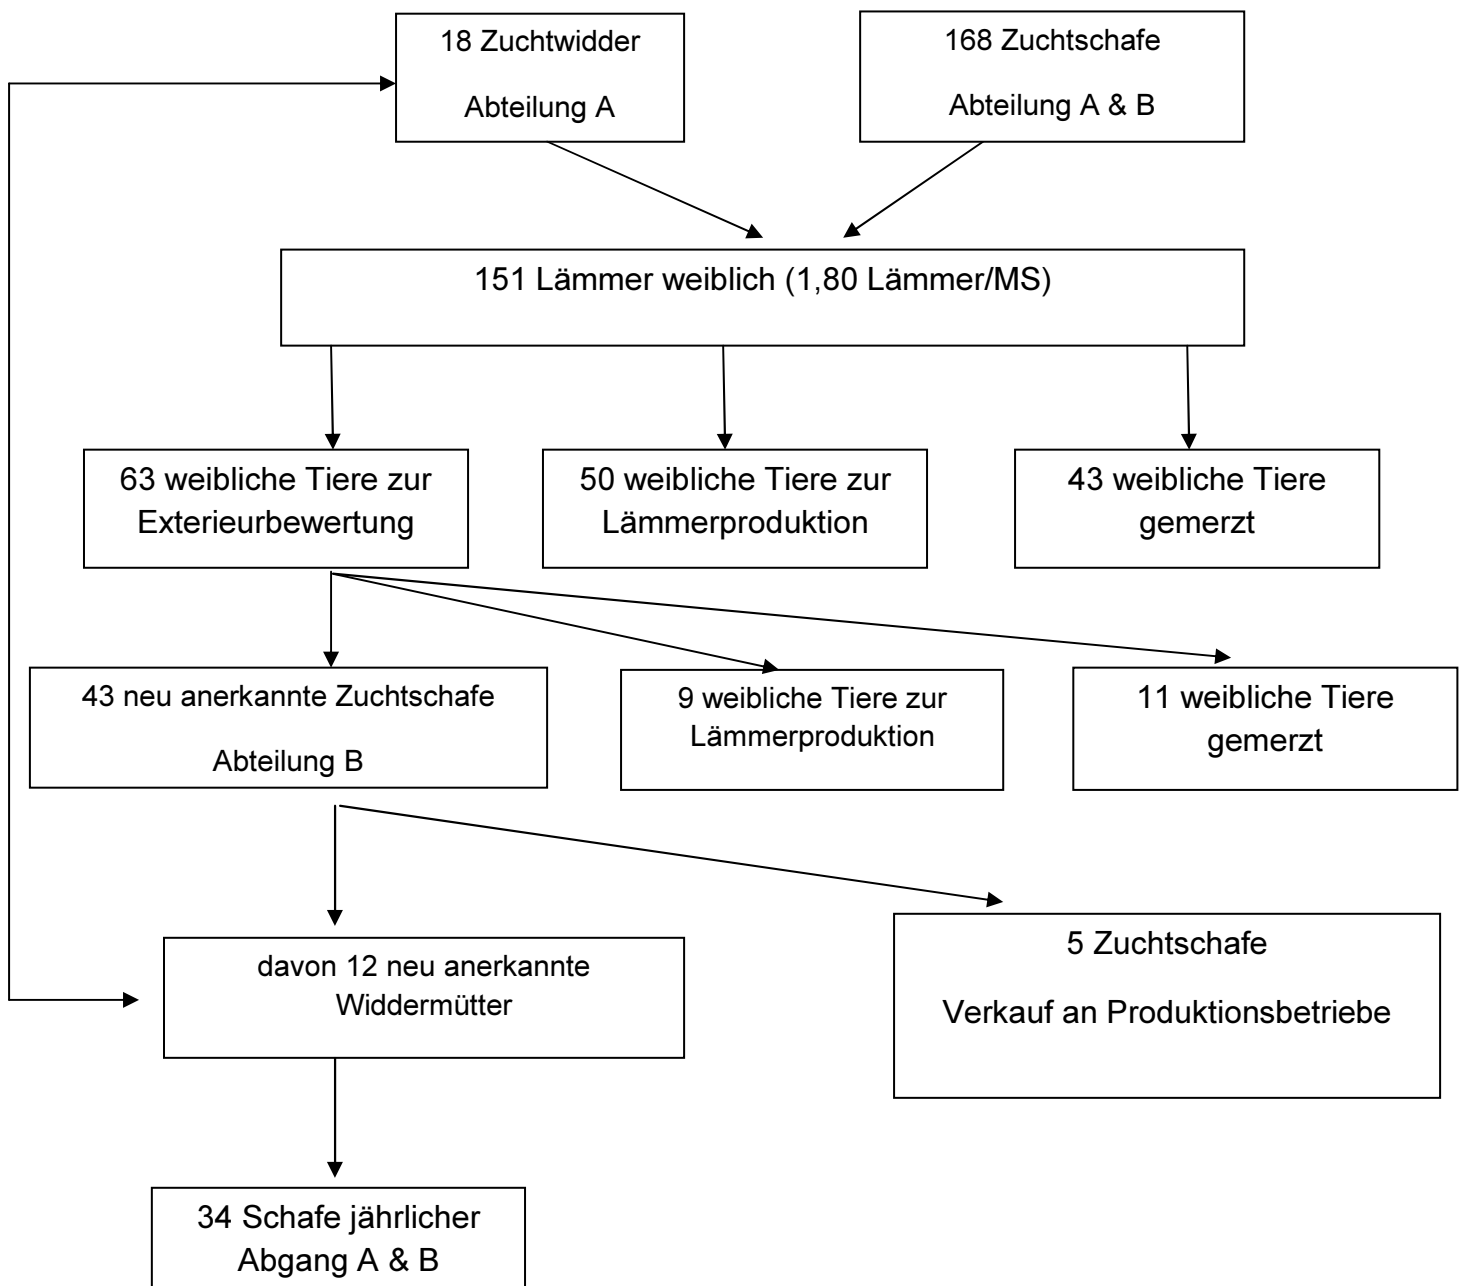 18 Zuchtwidder
Abteilung A
168 Zuchtschafe
Abteilung A & B
151 Lämmer weiblich (1,80 Lämmer/MS)
63 weibliche Tiere zur
Exterieurbewertung
50 weibliche Tiere zur
Lämmerproduktion
43 weibliche Tiere
gemerzt
43 neu anerkannte Zuchtschafe
Abteilung B
9 weibliche Tiere zur
Lämmerproduktion
11 weibliche Tiere
gemerzt
davon 12 neu anerkannte
Widdermütter
5 Zuchtschafe
Verkauf an Produktionsbetriebe
34 Schafe jährlicher
Abgang A & B